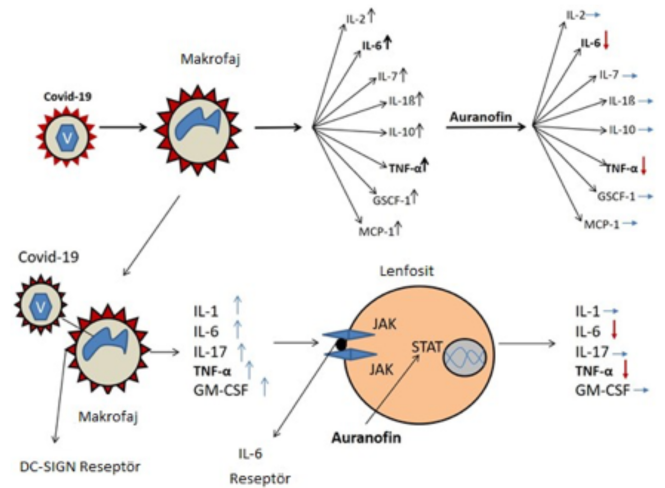 Covid-19
V
Makrofaj
IL-2↑
IL-6↑
IL-7↑
IL-1ß↑
IL-10↑
TNF-α↑
GSCF-1↑
MCP-1↑
Auranofin
IL-2→
IL-6↓
IL-7→
IL-1ß→
IL-10→
TNF-α↓
GSCF-1→
MCP-1→
Covid-19
V
Makrofaj
DC-SIGN Reseptör
IL-1 ↑
IL-6 ↑
IL-17 ↑
TNF-α ↑
GM-CSF ↑
Lenfosit
JAK
JAK
STAT
Auranofin
IL-6
Reseptör
IL-1→
IL-6 ↓
IL-17→
TNF-α ↓
GM-CSF→